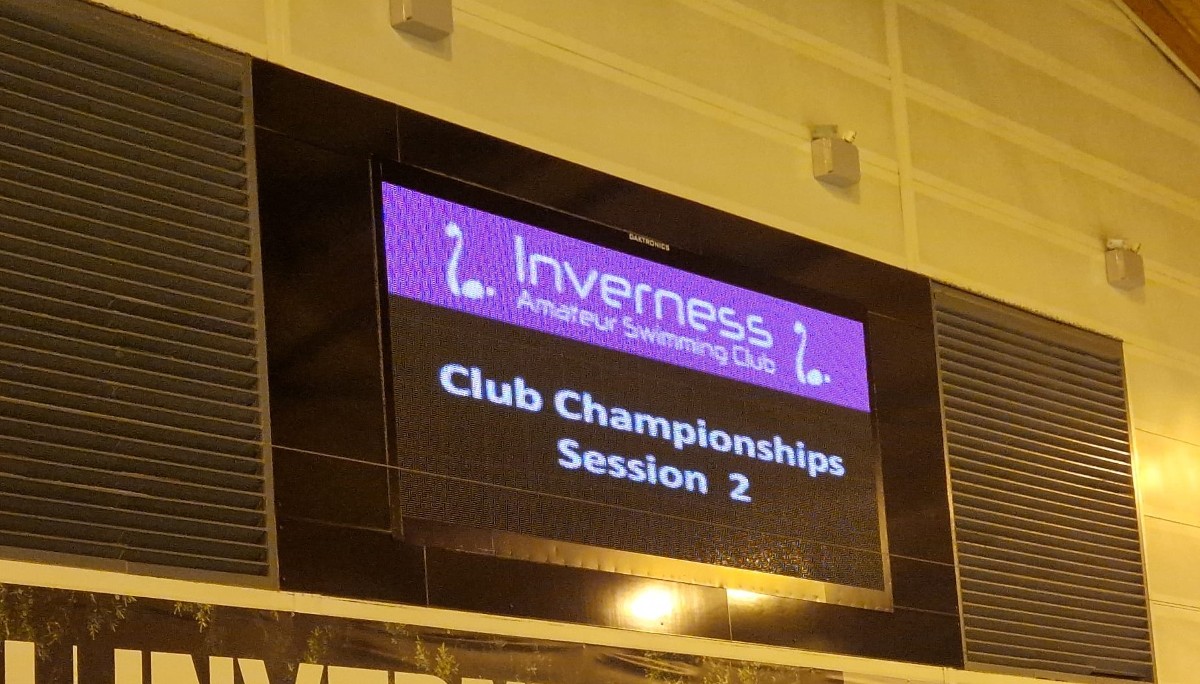 DAKTRONICS
Inverness
Amateur Swimming Club
Club Championships
Session 2